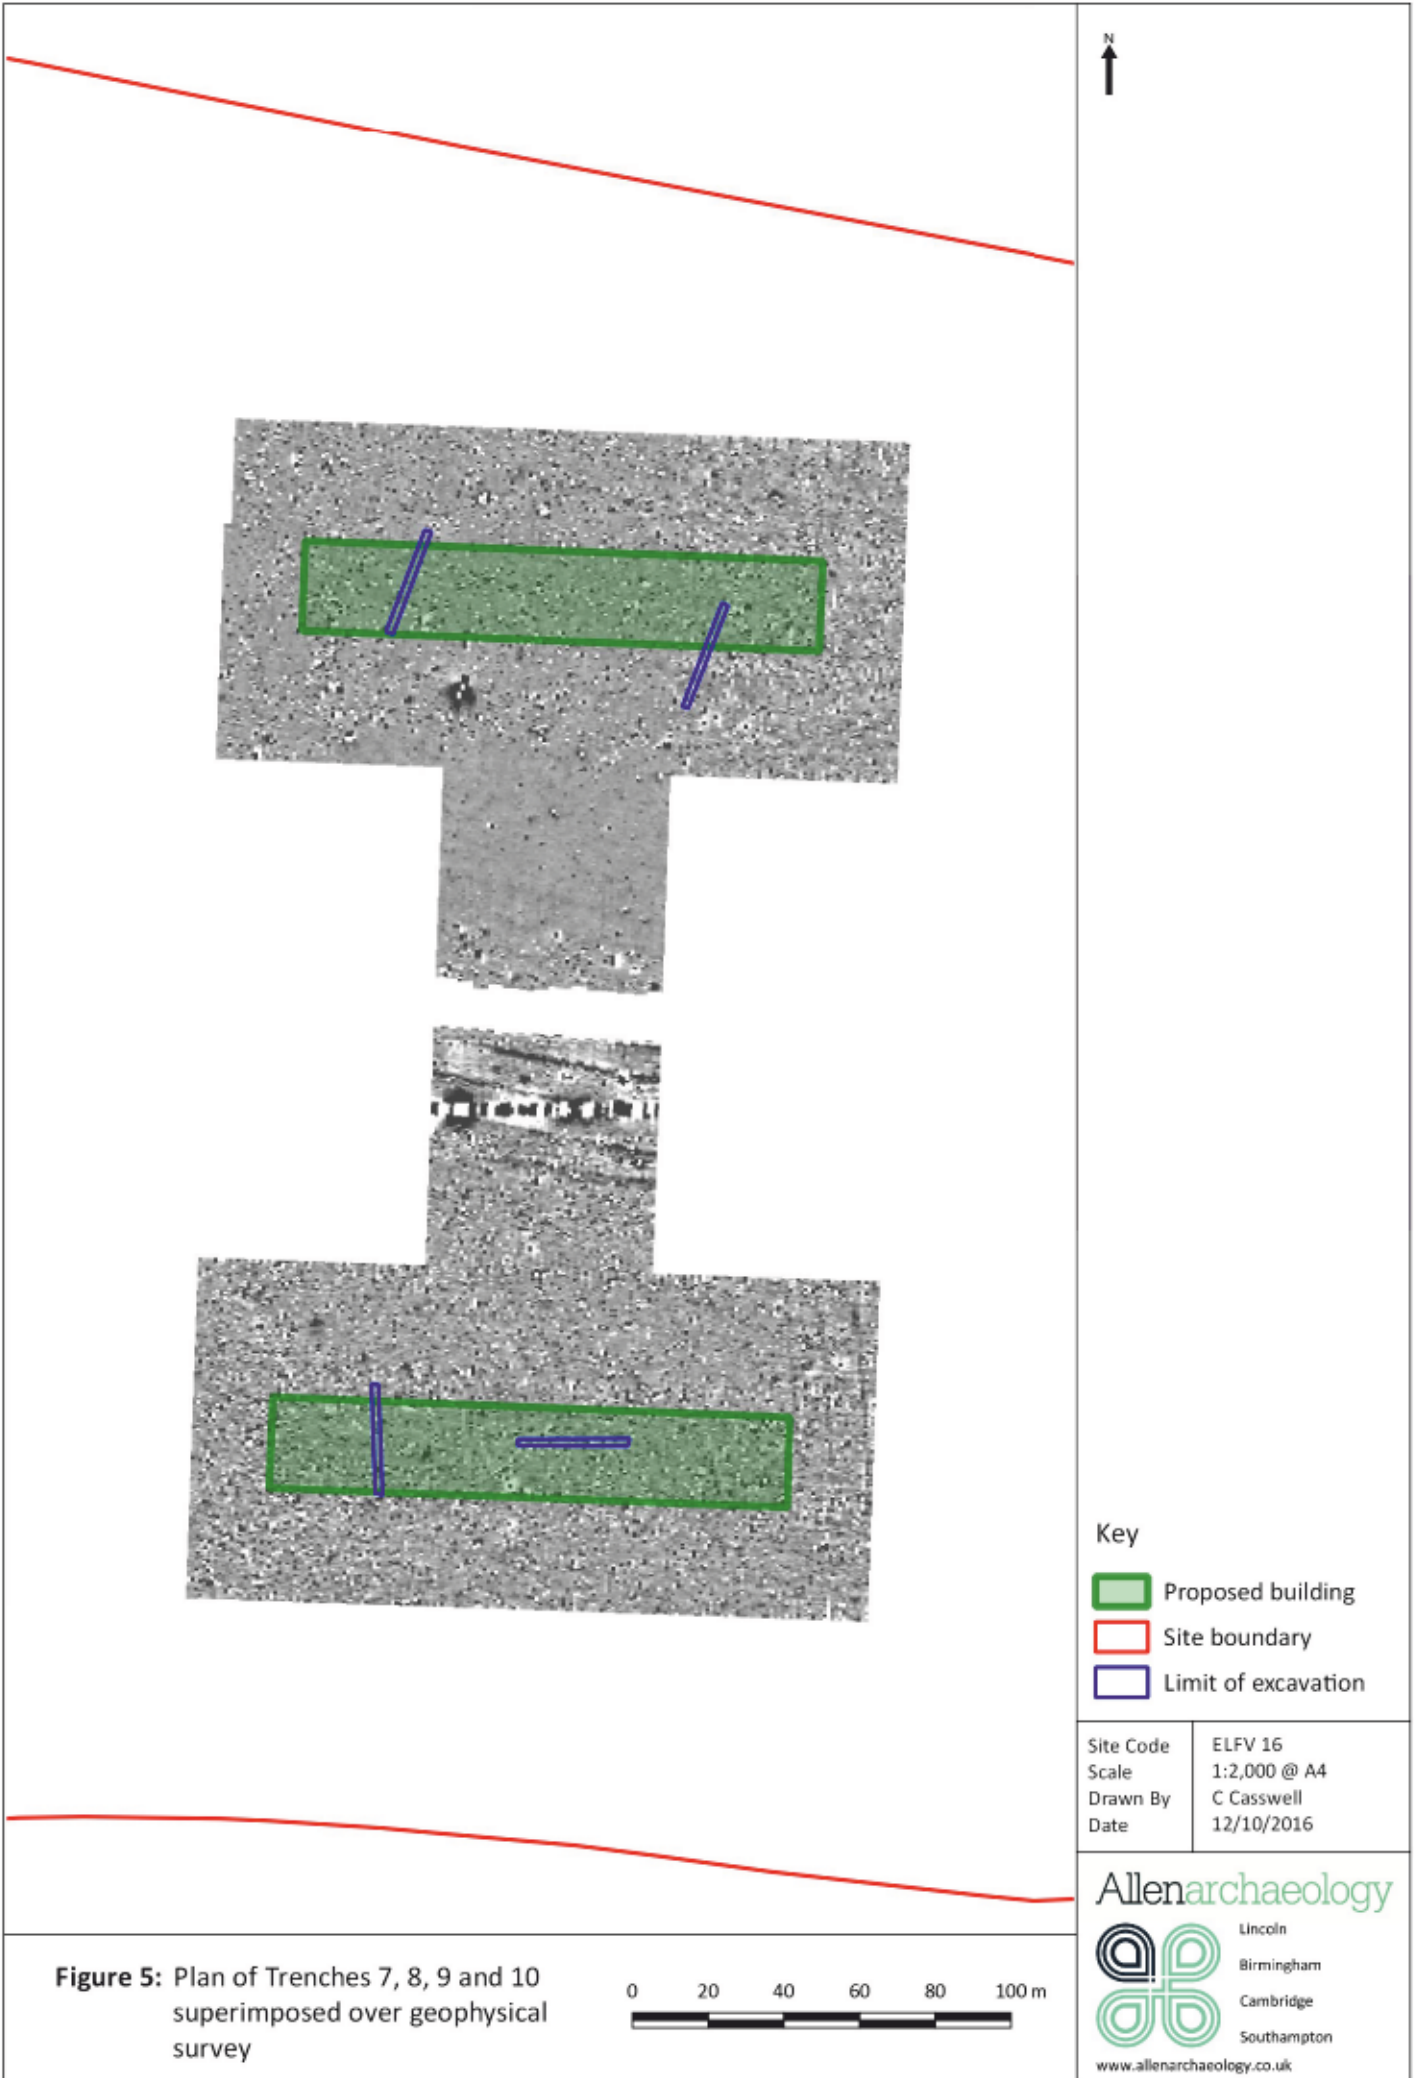 N
Key
Proposed building
Site boundary
Limit of excavation
Site Code ELFV 16
Scale 1:2,000 @ A4
Drawn By C Casswell
Date 12/10/2016
Allenarchaeology
Lincoln
Birmingham
Cambridge
Southampton
www.allenarchaeology.co.uk
Figure 5: Plan of Trenches 7, 8, 9 and 10
superimposed over geophysical
survey
0 20 40 60 80 100 m